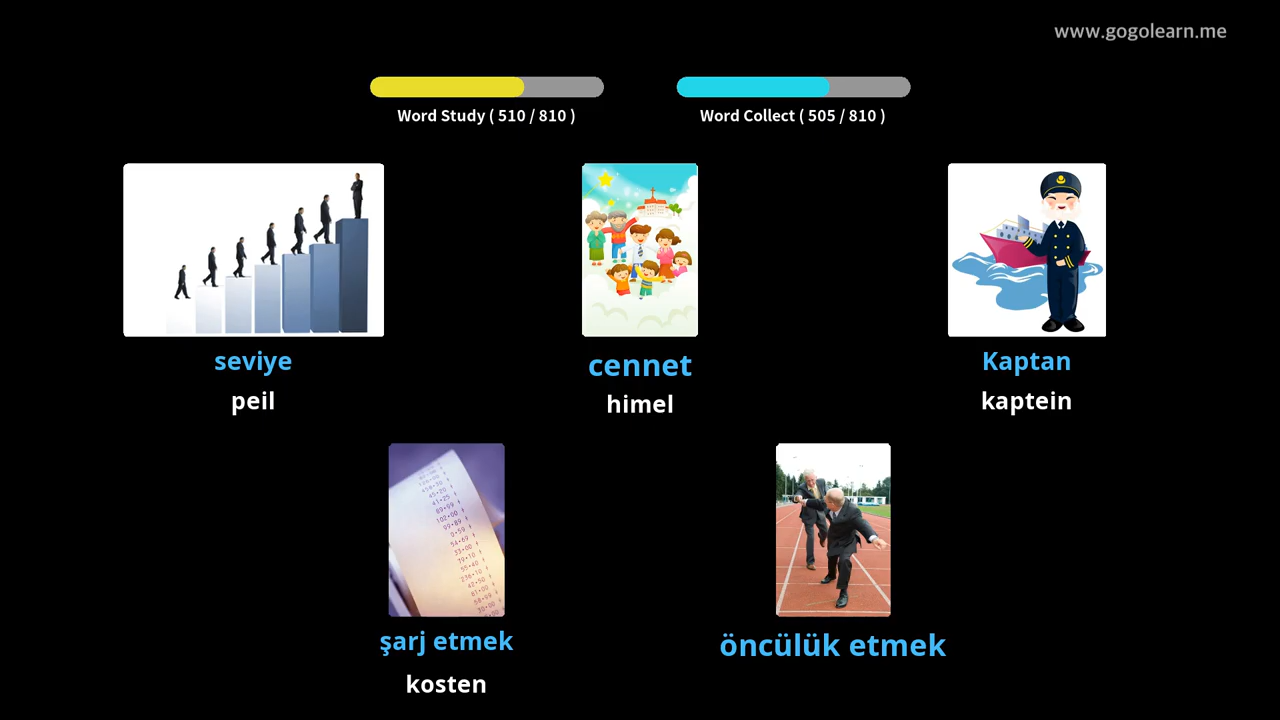 www.gogolearn.me
Word Study ( 510 / 810 )
Word Collect ( 505 / 810 )
seviye
peil
cennet
himel
Kaptan
kaptein
şarj etmek
kosten
öncülük etmek